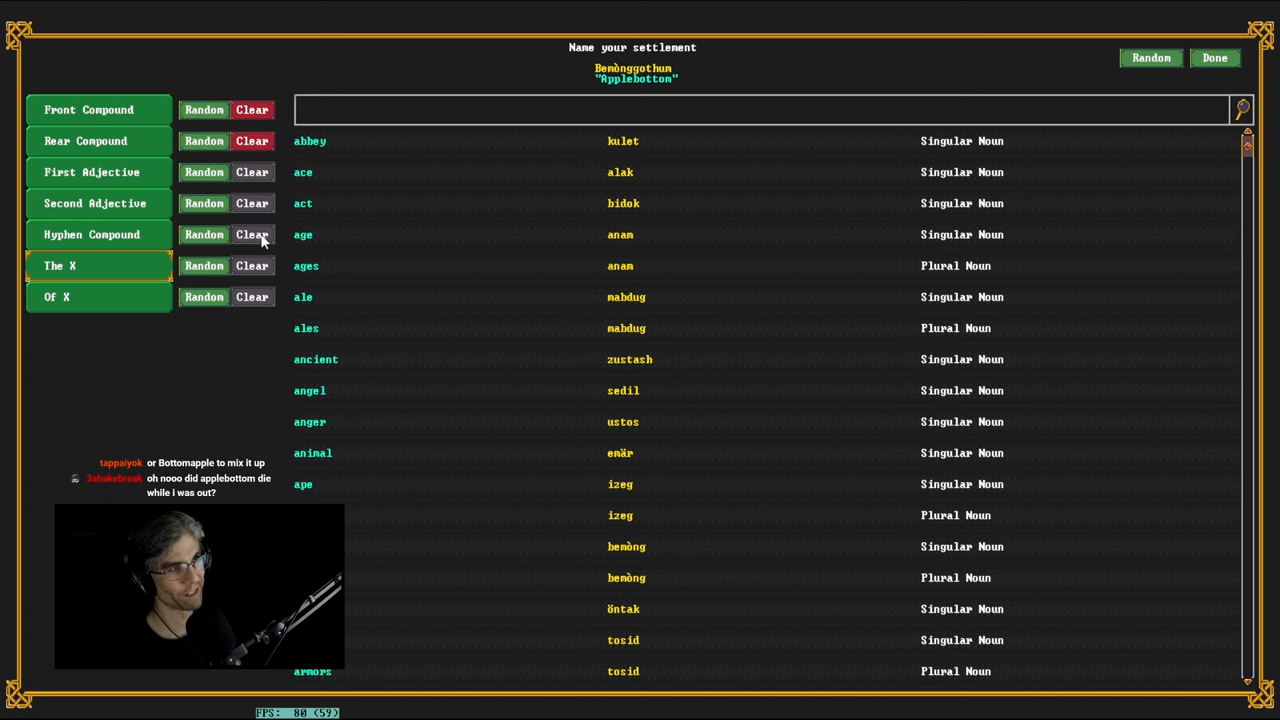 Name your settlement
Bemònggothum
"Applebottom"
Random Done
Front Compound Random Clear
Rear Compound Random Clear
First Adjective Random Clear
Second Adjective Random Clear
Hyphen Compound Random Clear
The X Random Clear
Of X Random Clear
abbey kulet Singular Noun
ace alak Singular Noun
act bidok Singular Noun
age anam Singular Noun
ages anam Plural Noun
ale mabdug Singular Noun
ales mabdug Plural Noun
ancient zustash Singular Noun
angel sedil Singular Noun
anger ustos Singular Noun
animal emär Singular Noun
ape izeg Singular Noun
izeg Plural Noun
bemòng Singular Noun
bemòng Plural Noun
öntak Singular Noun
tosid Singular Noun
armors tosid Plural Noun
tappaiyok or Bottomapple to mix it up
3shakebreak oh nooo did applebottom die
while i was out?
FPS: 80 (59)